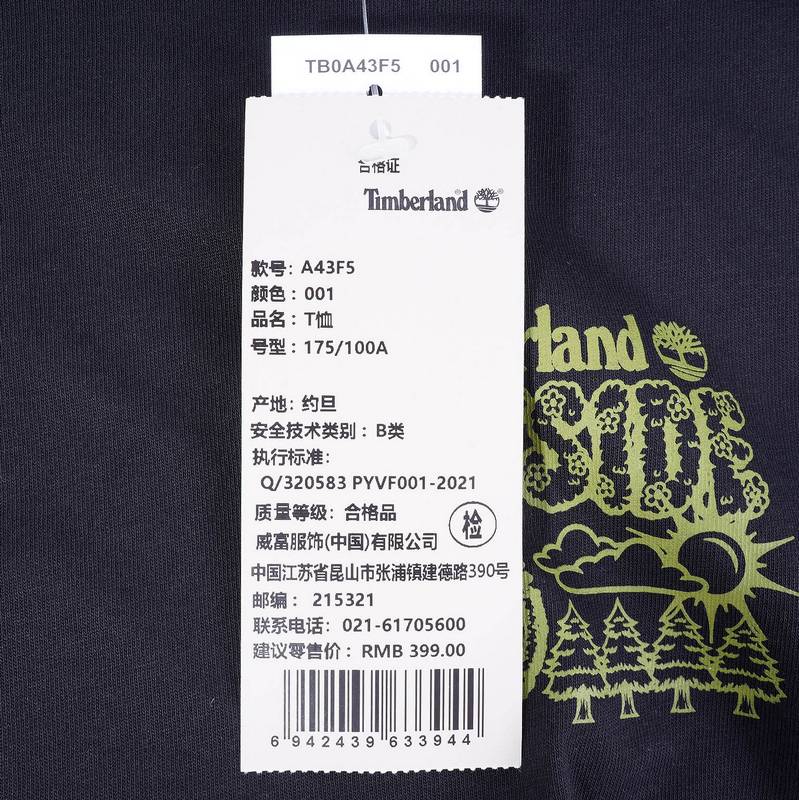 TB0A43F5 001
合格证
Timberland®
款号：A43F5
颜色：001
品名：T恤
号型：175/100A
产地：约旦
安全技术类别：B类
执行标准：
Q/320583 PYVF001-2021
质量等级：合格品
检
威富服饰(中国)有限公司
中国江苏省昆山市张浦镇建德路390号
邮编：215321
联系电话：021-61705600
建议零售价：RMB 399.00
6 942439 633944
rland
SIDE